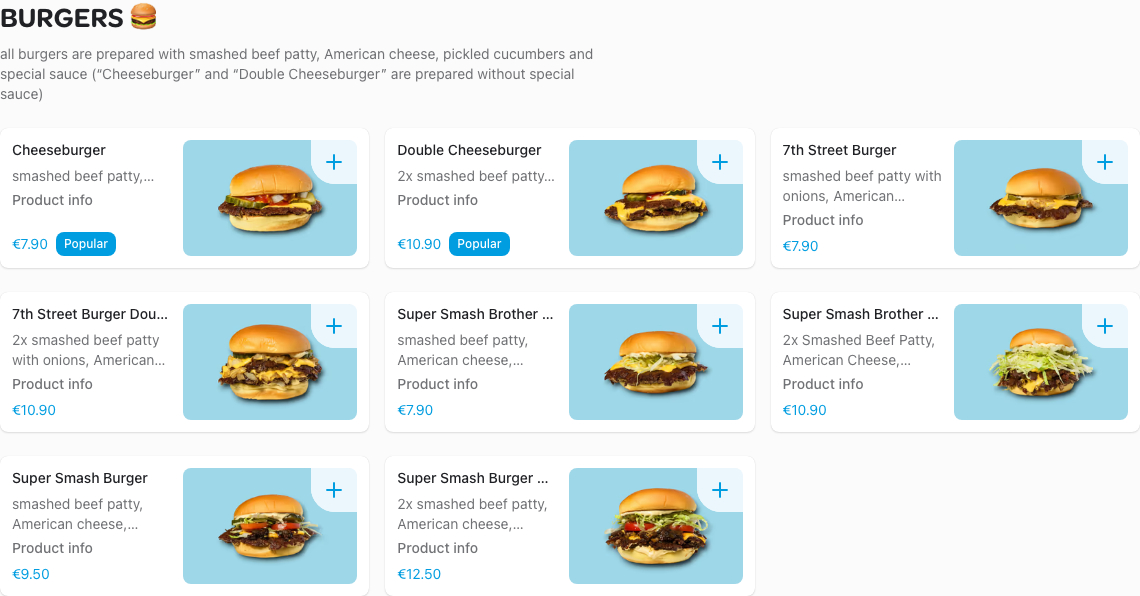 BURGERS 🍔
all burgers are prepared with smashed beef patty, American cheese, pickled cucumbers and
special sauce (“Cheeseburger” and “Double Cheeseburger” are prepared without special
sauce)
Cheeseburger
smashed beef patty,...
Product info
€7.90 Popular
Double Cheeseburger
2x smashed beef patty...
Product info
€10.90 Popular
7th Street Burger
smashed beef patty with
onions, American...
Product info
€7.90
7th Street Burger Dou...
2x smashed beef patty
with onions, American...
Product info
€10.90
Super Smash Brother ...
smashed beef patty,
American cheese,...
Product info
€7.90
Super Smash Brother ...
2x Smashed Beef Patty,
American Cheese,...
Product info
€10.90
Super Smash Burger
smashed beef patty,
American cheese,...
Product info
€9.50
Super Smash Burger ...
2x smashed beef patty,
American cheese,...
Product info
€12.50